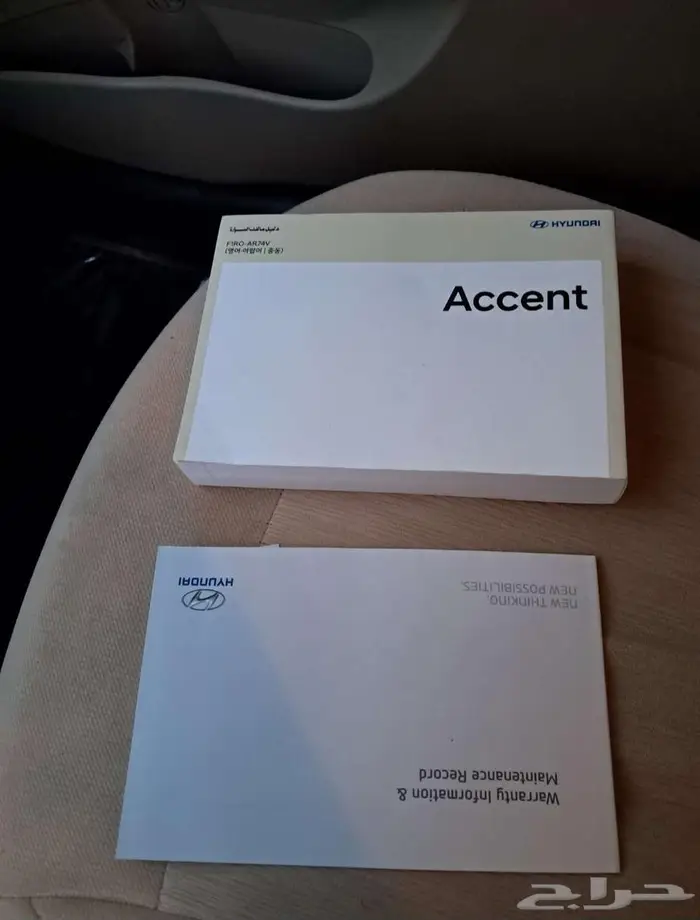 دليل مالك السيارة
HYUNDAI
F1RO-AR74V
(영어·아랍어 | 중동)
Accent
HYUNDAI
NEW THINKING.
NEW POSSIBILITIES.
Warranty Information &
Maintenance Record
حراج